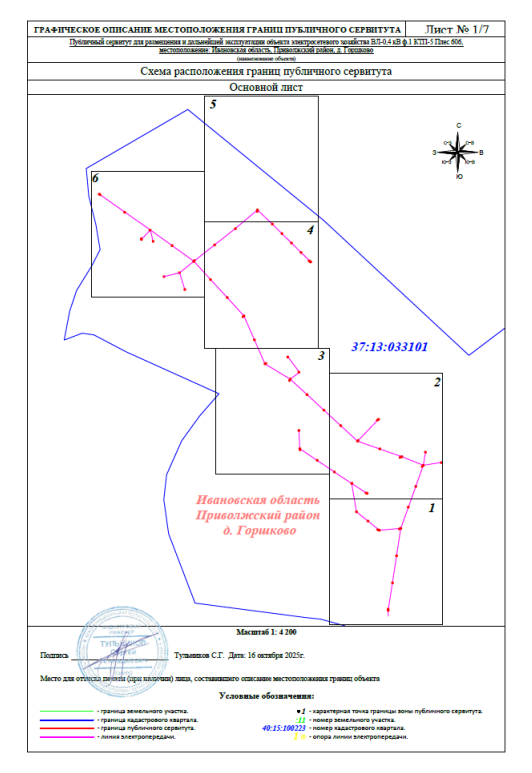 ГРАФИЧЕСКОЕ ОПИСАНИЕ МЕСТОПОЛОЖЕНИЯ ГРАНИЦ ПУБЛИЧНОГО СЕРВИТУТА Лист № 1/7
Публичный сервитут для размещения и дальнейшей эксплуатации объекта электросетевого хозяйства ВЛ-0,4 кВ ф.1 КТП-5 Плес 606,
местоположение: Ивановская область, Приволжский район, д. Горшково
(наименование объекта)
Схема расположения границ публичного сервитута
Основной лист
5
С
З В
Ю
6
4
37:13:033101
3
2
1
Ивановская область
Приволжский район
д. Горшково
Масштаб 1: 4 200
Подпись Тульников С.Г. Дата: 16 октября 2025г.
Место для оттиска печати (при наличии) лица, составившего описание местоположения границ объекта
Условные обозначения:
- граница земельного участка.
- граница кадастрового квартала.
- граница публичного сервитута.
- линия электропередачи.
1 - характерная точка границы зоны публичного сервитута.
:11 - номер земельного участка.
40:15:100223 - номер кадастрового квартала.
- опора линии электропередачи.